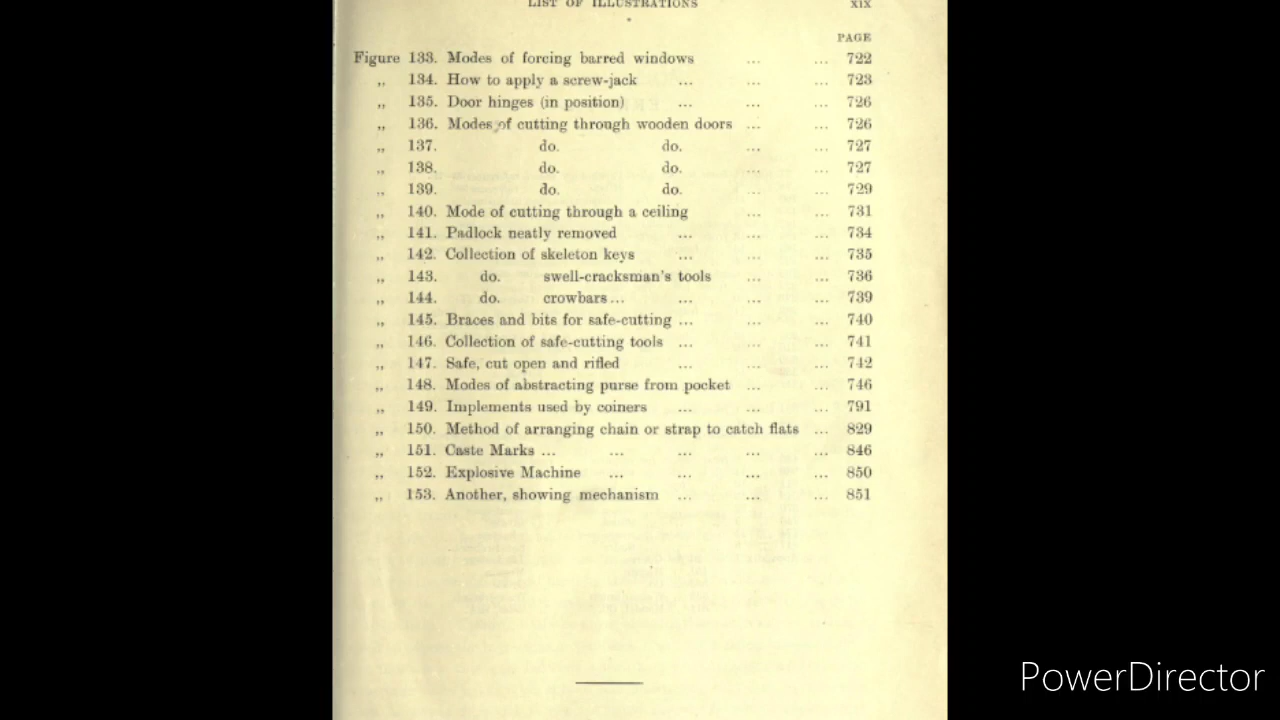 LIST OF ILLUSTRATIONS xix
PAGE
Figure 133. Modes of forcing barred windows ... ... 722
„ 134. How to apply a screw-jack ... ... ... 723
„ 135. Door hinges (in position) ... ... ... 726
„ 136. Modes of cutting through wooden doors ... ... 726
„ 137. do. do. ... ... 727
„ 138. do. do. ... ... 727
„ 139. do. do. ... ... 729
„ 140. Mode of cutting through a ceiling ... ... 731
„ 141. Padlock neatly removed ... ... ... 734
„ 142. Collection of skeleton keys ... ... ... 735
„ 143. do. swell-cracksman's tools ... ... 736
„ 144. do. crowbars ... ... ... ... 739
„ 145. Braces and bits for safe-cutting ... ... ... 740
„ 146. Collection of safe-cutting tools ... ... ... 741
„ 147. Safe, cut open and rifled ... ... ... 742
„ 148. Modes of abstracting purse from pocket ... ... 746
„ 149. Implements used by coiners ... ... ... 791
„ 150. Method of arranging chain or strap to catch flats ... 829
„ 151. Caste Marks ... ... ... ... ... 846
„ 152. Explosive Machine ... ... ... ... 850
„ 153. Another, showing mechanism ... ... ... 851
PowerDirector